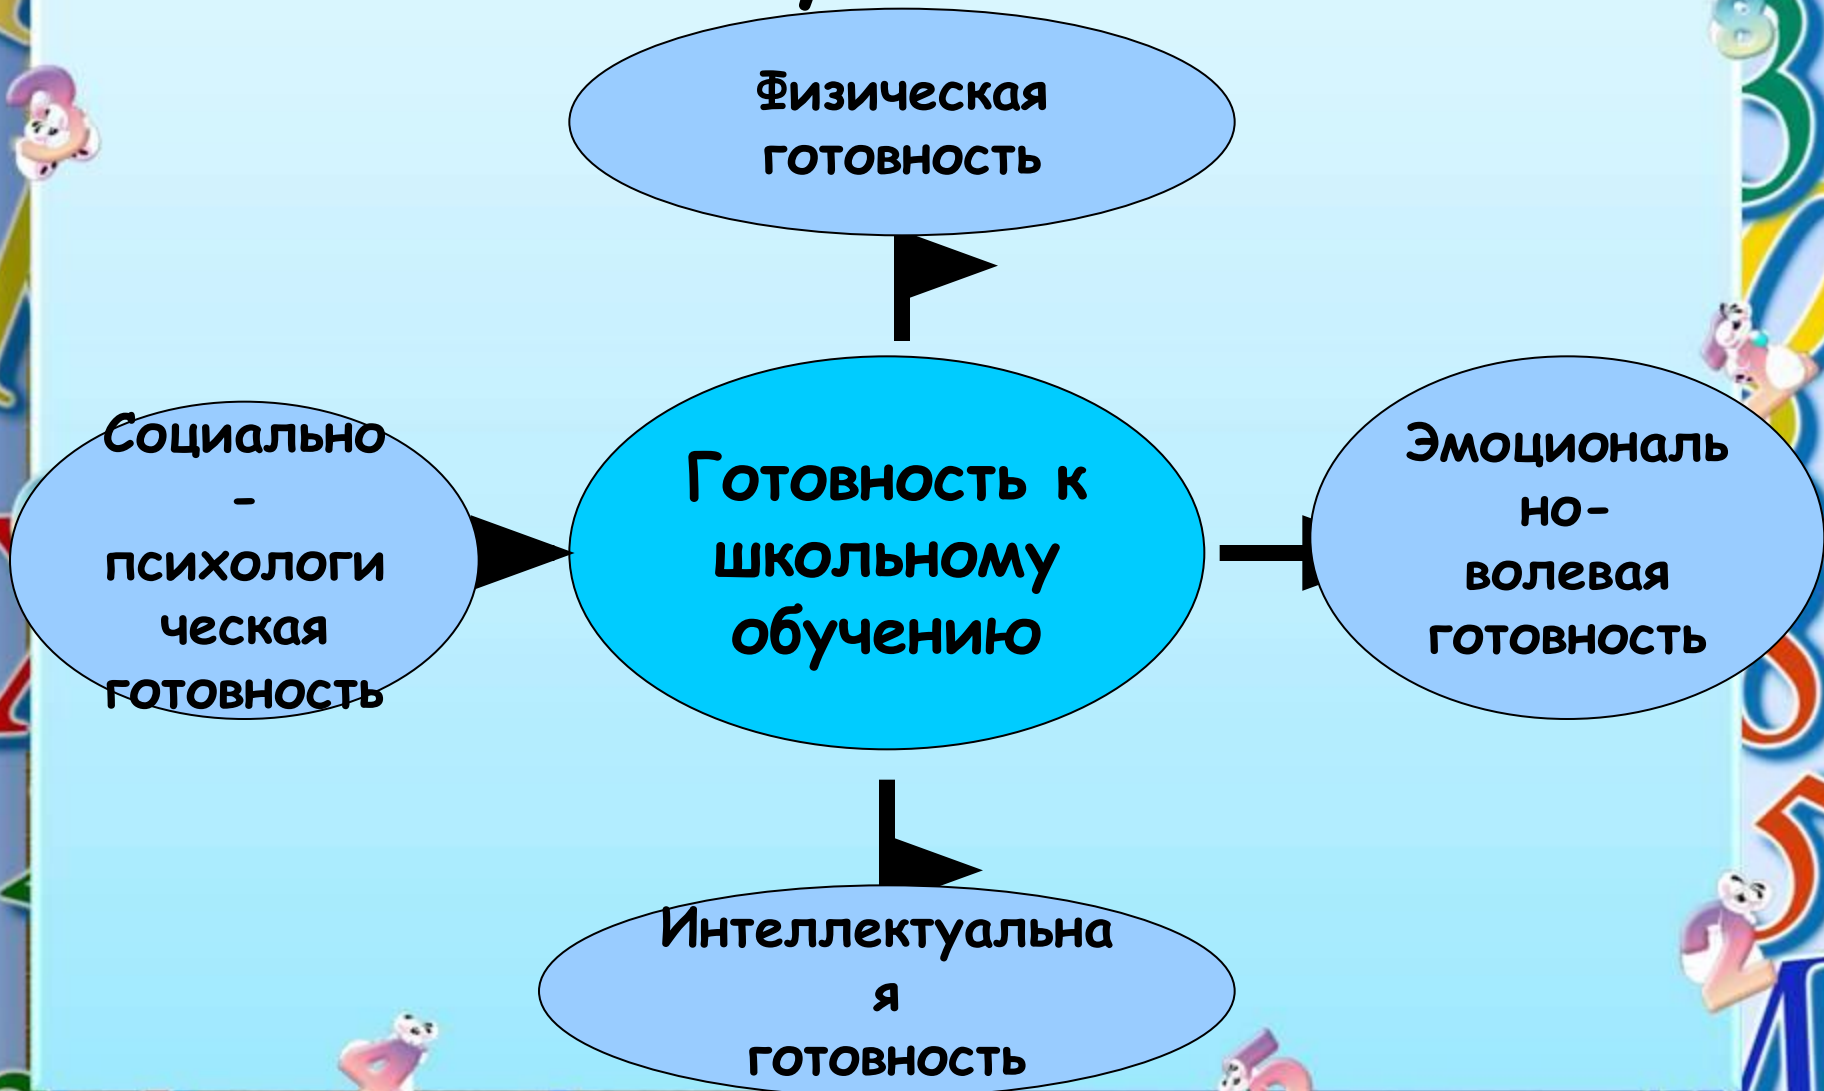 Физическая
готовность
Социально
-
психологи
ческая
готовность
Готовность к
школьному
обучению
Эмоциональ
но-
волевая
готовность
Интеллектуальна
я
готовность